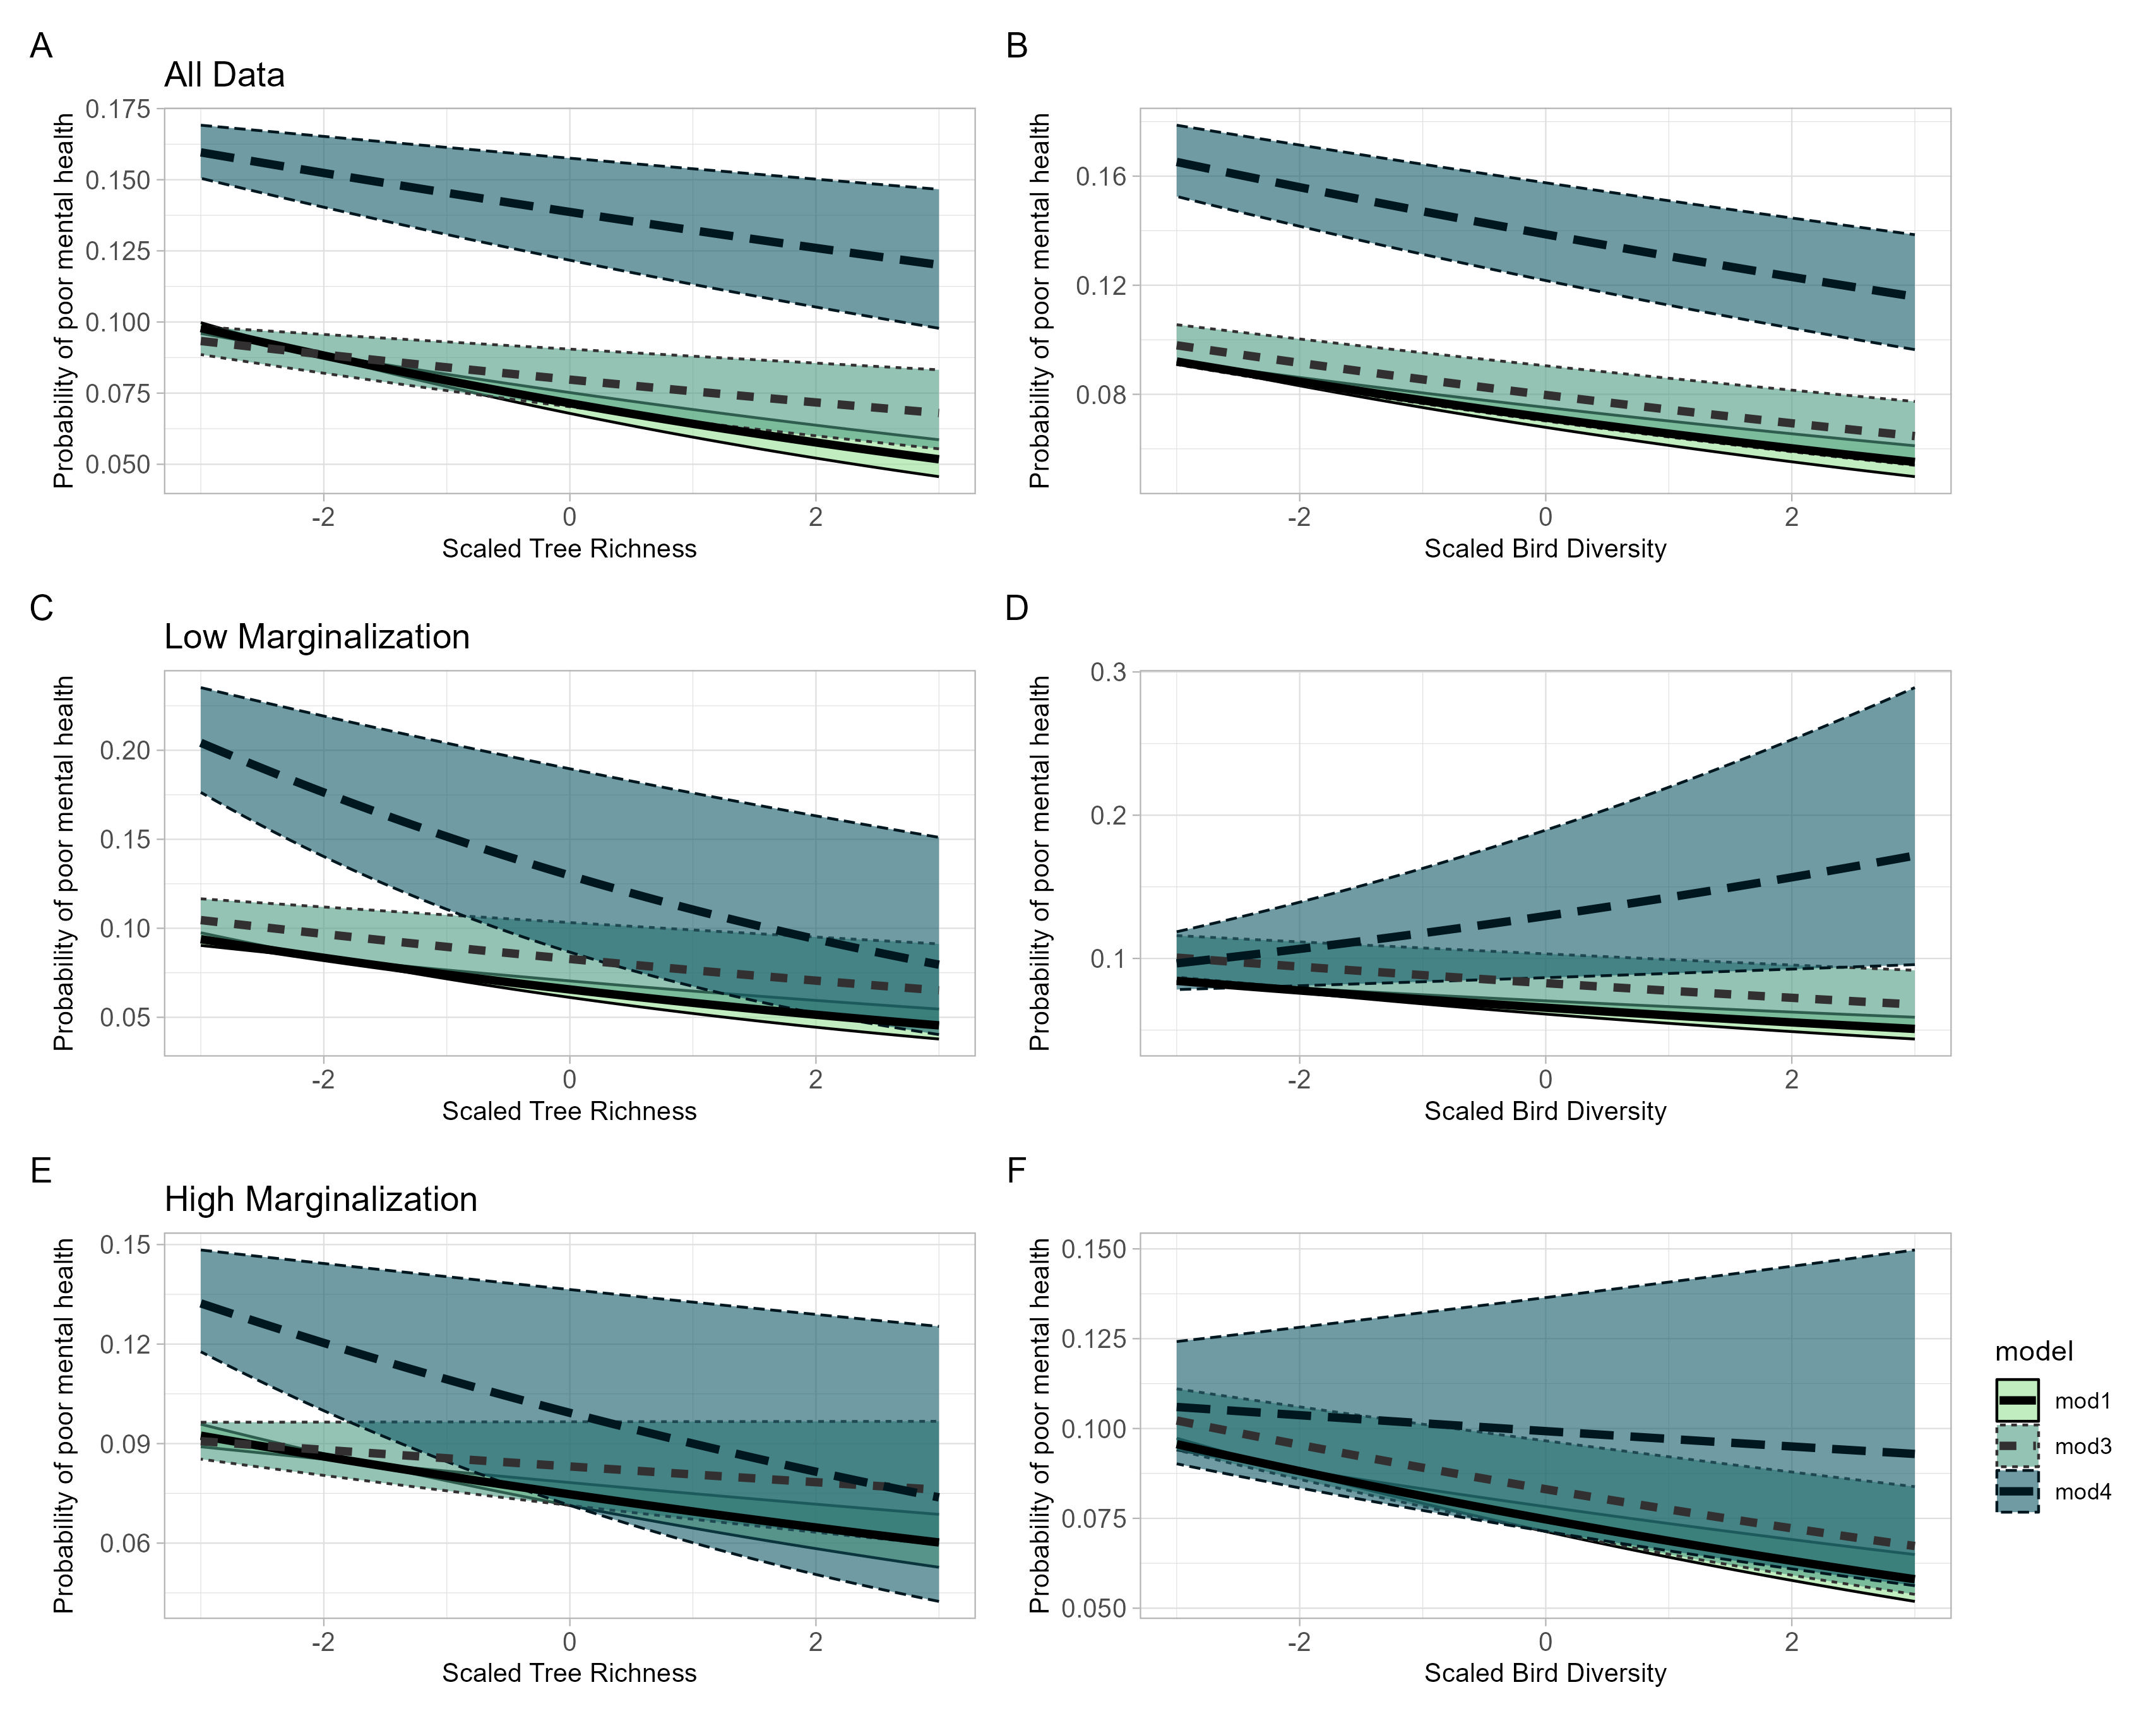 A
All Data
Probability of poor mental health
0.175
0.150
0.125
0.100
0.075
0.050
-2 0 2
Scaled Tree Richness
B
Probability of poor mental health
0.16
0.12
0.08
-2 0 2
Scaled Bird Diversity
C
Low Marginalization
Probability of poor mental health
0.20
0.15
0.10
0.05
-2 0 2
Scaled Tree Richness
D
Probability of poor mental health
0.3
0.2
0.1
-2 0 2
Scaled Bird Diversity
E
High Marginalization
Probability of poor mental health
0.15
0.12
0.09
0.06
-2 0 2
Scaled Tree Richness
F
Probability of poor mental health
0.150
0.125
0.100
0.075
0.050
-2 0 2
Scaled Bird Diversity
model
mod1
mod3
mod4